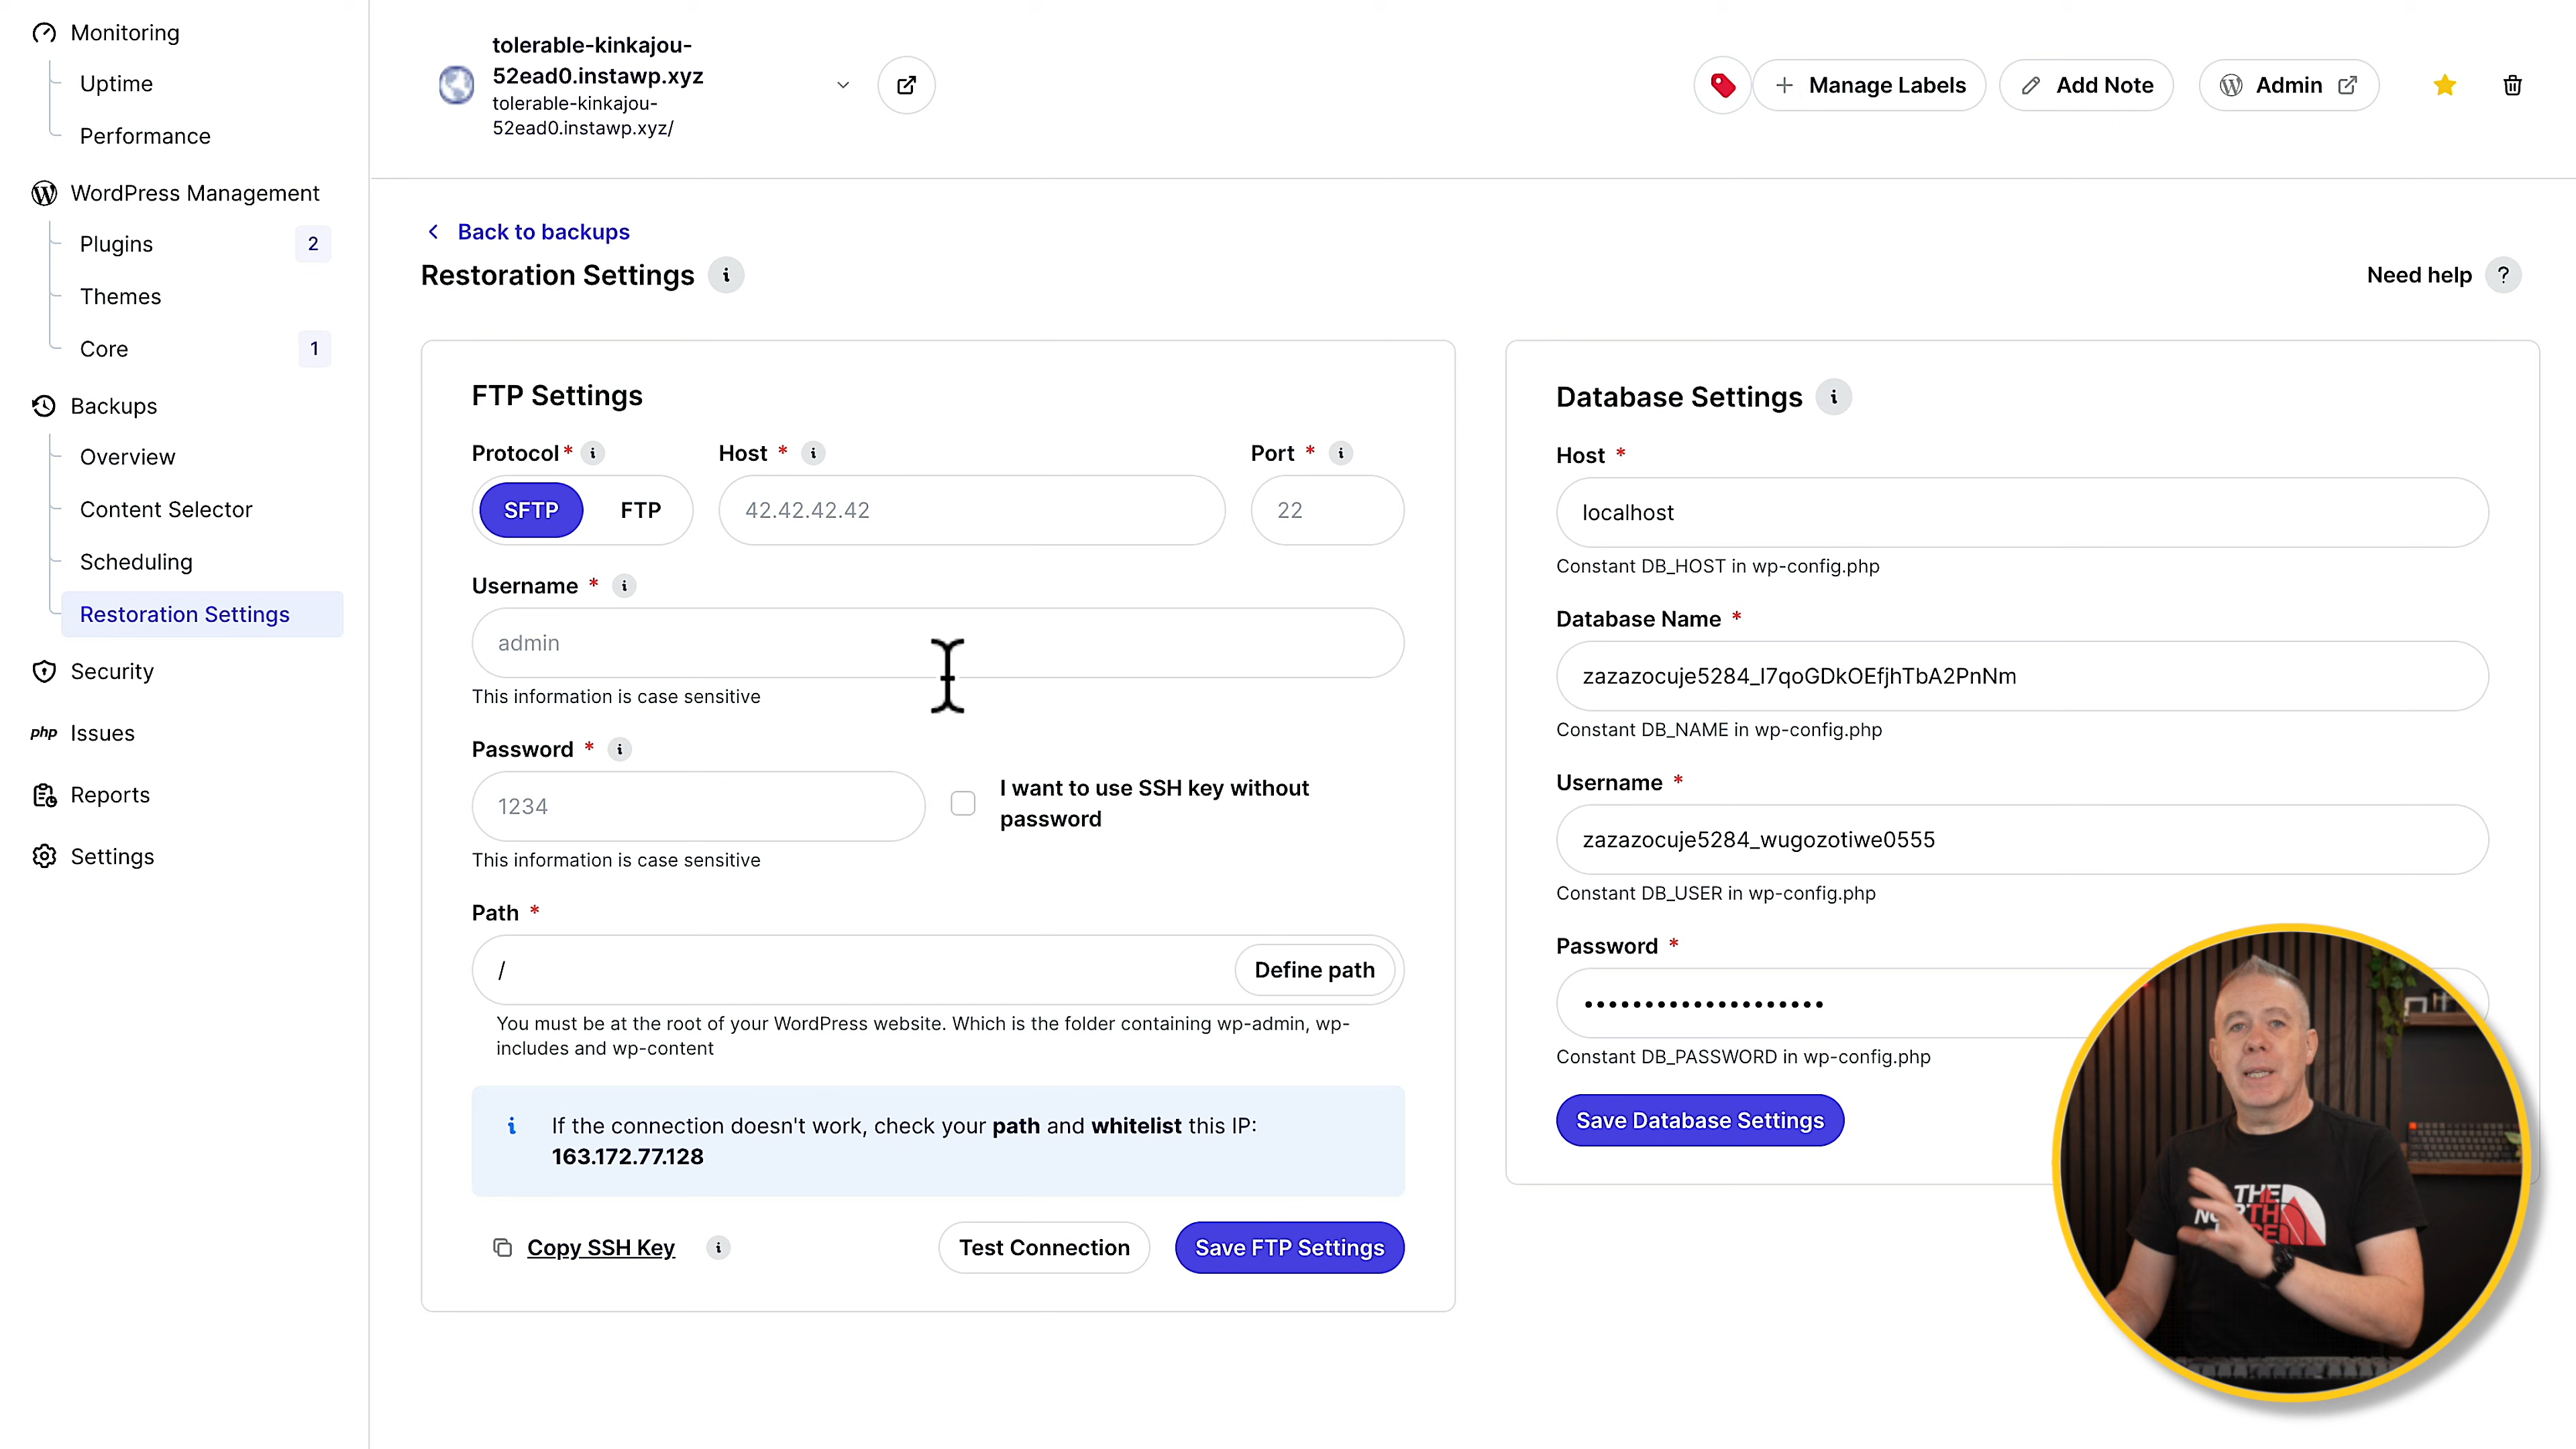 Monitoring
Uptime
Performance
WordPress Management
Plugins 2
Themes
Core 1
Backups
Overview
Content Selector
Scheduling
Restoration Settings
Security
php Issues
Reports
Settings
tolerable-kinkajou-
52ead0.instawp.xyz
tolerable-kinkajou-
52ead0.instawp.xyz/
Manage Labels
Add Note
Admin
Back to backups
Restoration Settings i
Need help ?
FTP Settings
Protocol* i Host * i Port * i
SFTP FTP 42.42.42.42 22
Username * i
admin
This information is case sensitive
Password * i
1234
I want to use SSH key without
password
This information is case sensitive
Path *
/ Define path
You must be at the root of your WordPress website. Which is the folder containing wp-admin, wp-
includes and wp-content
i If the connection doesn't work, check your path and whitelist this IP:
163.172.77.128
Copy SSH Key i Test Connection Save FTP Settings
Database Settings i
Host *
localhost
Constant DB_HOST in wp-config.php
Database Name *
zazazocuje5284_l7qoGDkOEfjhTbA2PnNm
Constant DB_NAME in wp-config.php
Username *
zazazocuje5284_wugozotiwe0555
Constant DB_USER in wp-config.php
Password *
••••••••••••••••••••
Constant DB_PASSWORD in wp-config.php
Save Database Settings
THE